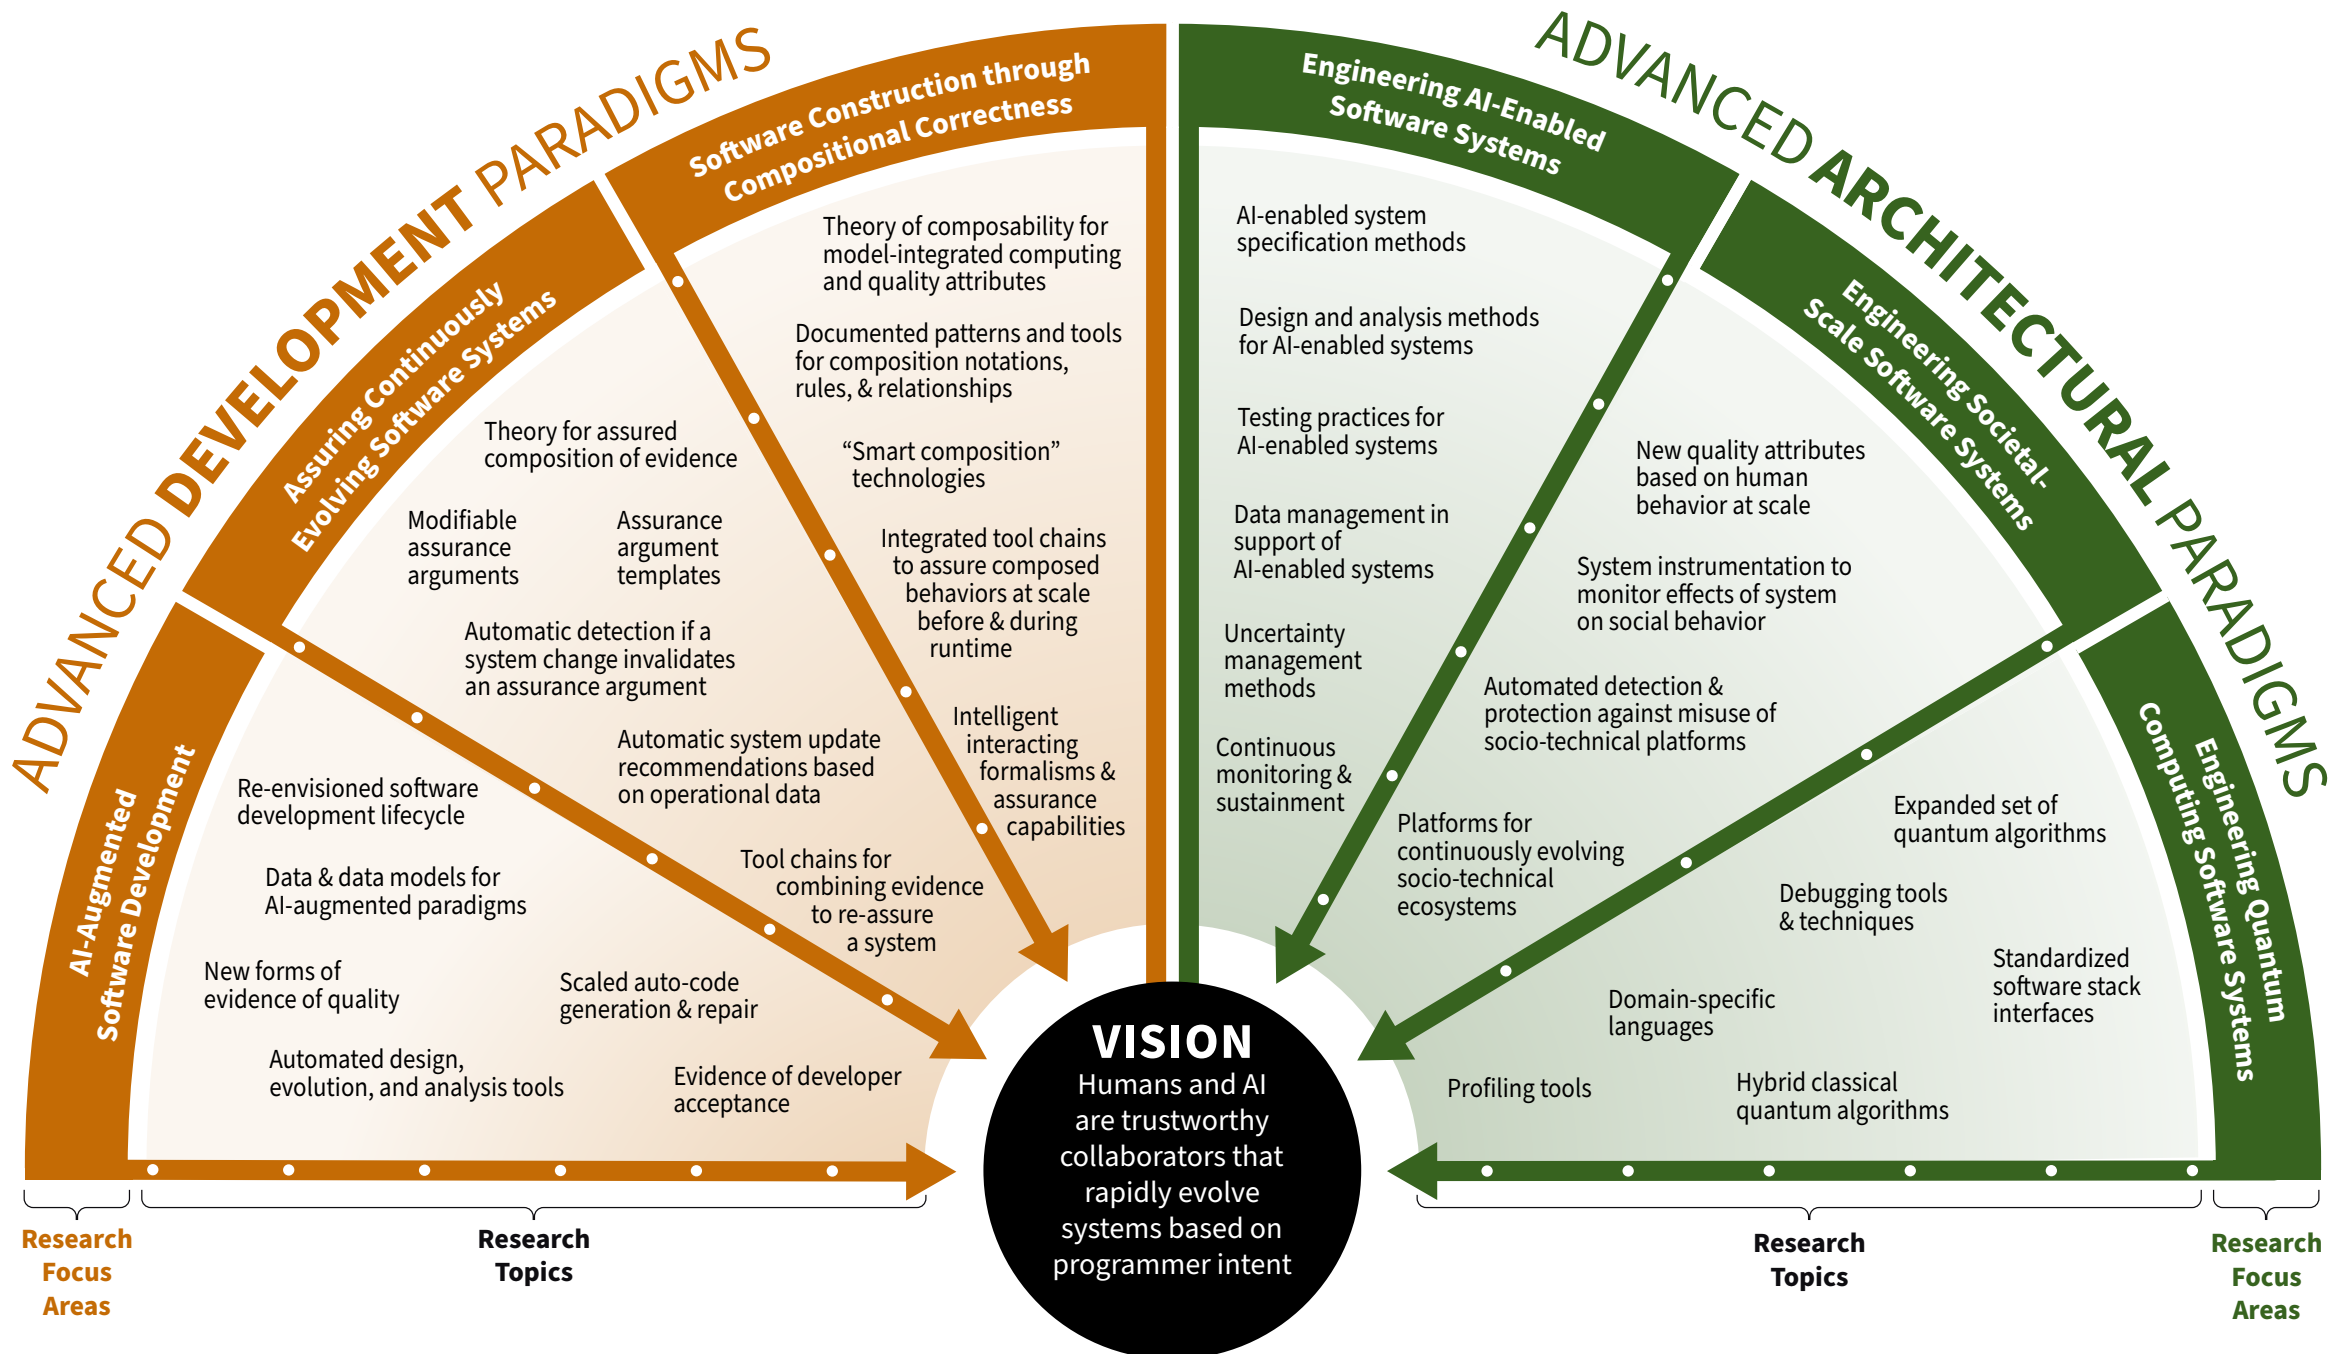 ADVANCED DEVELOPMENT PARADIGMS
ADVANCED ARCHITECTURAL PARADIGMS
AI-Augmented
Software Development
Re-envisioned software
development lifecycle
Data & data models for
AI-augmented paradigms
New forms of
evidence of quality
Scaled auto-code
generation & repair
Automated design,
evolution, and analysis tools
Evidence of developer
acceptance
Assuring Continuously
Evolving Software Systems
Theory for assured
composition of evidence
Modifiable
assurance
arguments
Assurance
argument
templates
Automatic detection if a
system change invalidates
an assurance argument
Automatic system update
recommendations based
on operational data
Tool chains for
combining evidence
to re-assure
a system
Software Construction through
Compositional Correctness
Theory of composability for
model-integrated computing
and quality attributes
Documented patterns and tools
for composition notations,
rules, & relationships
“Smart composition”
technologies
Integrated tool chains
to assure composed
behaviors at scale
before & during
runtime
Intelligent
interacting
formalisms &
assurance
capabilities
Engineering AI-Enabled
Software Systems
AI-enabled system
specification methods
Design and analysis methods
for AI-enabled systems
Testing practices for
AI-enabled systems
Data management in
support of
AI-enabled systems
Uncertainty
management
methods
Continuous
monitoring &
sustainment
Engineering Societal-
Scale Software Systems
New quality attributes
based on human
behavior at scale
System instrumentation to
monitor effects of system
on social behavior
Automated detection &
protection against misuse of
socio-technical platforms
Platforms for
continuously evolving
socio-technical
ecosystems
Engineering Quantum
Computing Software Systems
Expanded set of
quantum algorithms
Debugging tools
& techniques
Standardized
software stack
interfaces
Domain-specific
languages
Profiling tools
Hybrid classical
quantum algorithms
VISION
Humans and AI
are trustworthy
collaborators that
rapidly evolve
systems based on
programmer intent
Research
Focus
Areas
Research
Topics
Research
Topics
Research
Focus
Areas